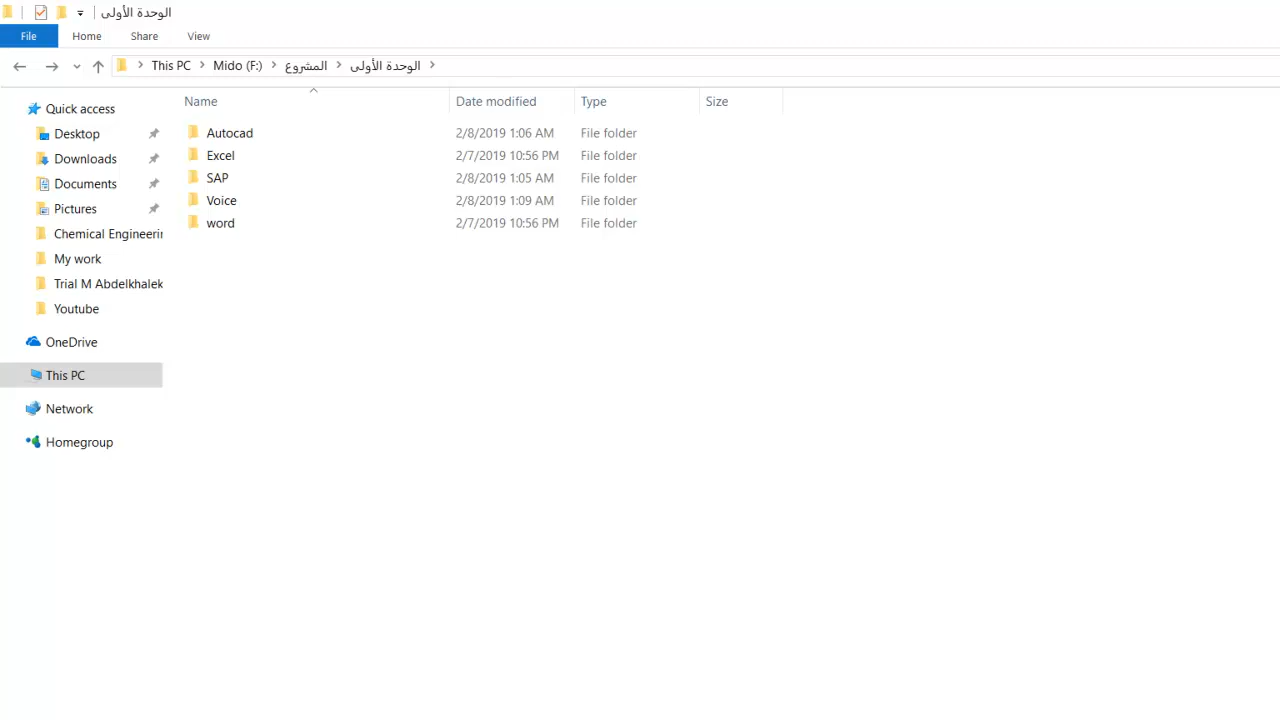 الوحدة الأولى
File Home Share View
This PC Mido (F:) المشروع الوحدة الأولى
Name Date modified Type Size
Quick access
Desktop
Downloads
Documents
Pictures
Chemical Engineerin
My work
Trial M Abdelkhalek
Youtube
OneDrive
This PC
Network
Homegroup
Autocad 2/8/2019 1:06 AM File folder
Excel 2/7/2019 10:56 PM File folder
SAP 2/8/2019 1:05 AM File folder
Voice 2/8/2019 1:09 AM File folder
word 2/7/2019 10:56 PM File folder